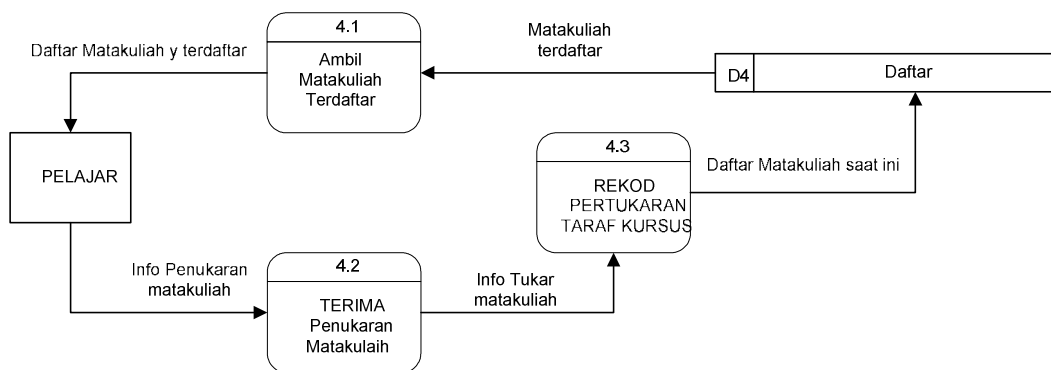 4.1
Ambil
Matakuliah
Terdaftar
Daftar Matakuliah y terdaftar
Matakuliah
terdaftar
D4
Daftar
PELAJAR
4.3
REKOD
PERTUKARAN
TARAF KURSUS
Daftar Matakuliah saat ini
Info Penukaran
matakuliah
4.2
TERIMA
Penukaran
Matakulaih
Info Tukar
matakuliah